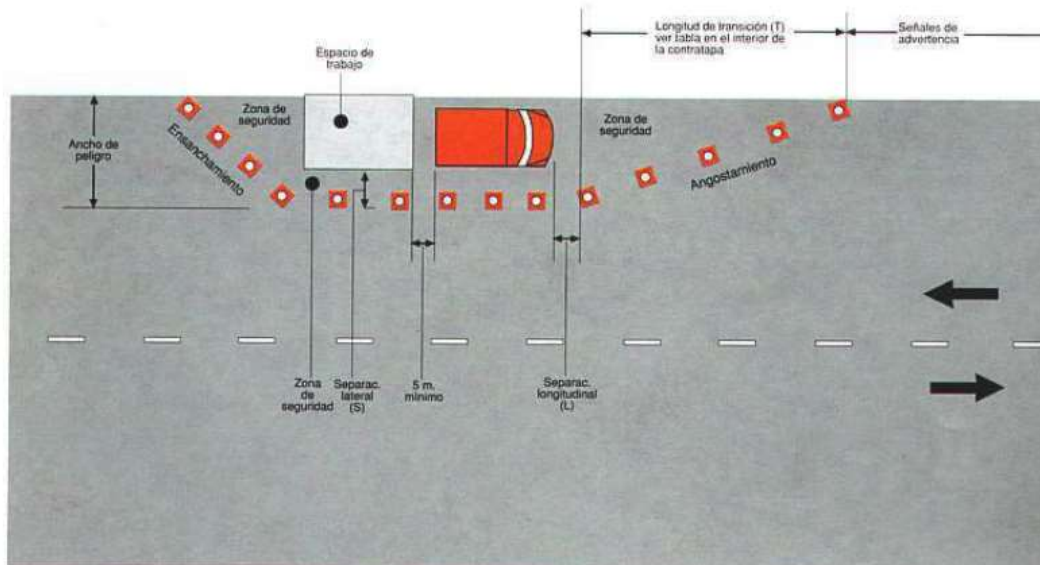 Longitud de transición (T)
ver tabla en el interior de
la contratapa
Señales de
advertencia
Espacio de
trabajo
Zona de
seguridad
Zona de
seguridad
Ancho de
peligro
Ensanchamiento
Angostamiento
Zona
de
seguridad
Separac.
lateral
(S)
5 m.
mínimo
Separac.
longitudinal
(L)